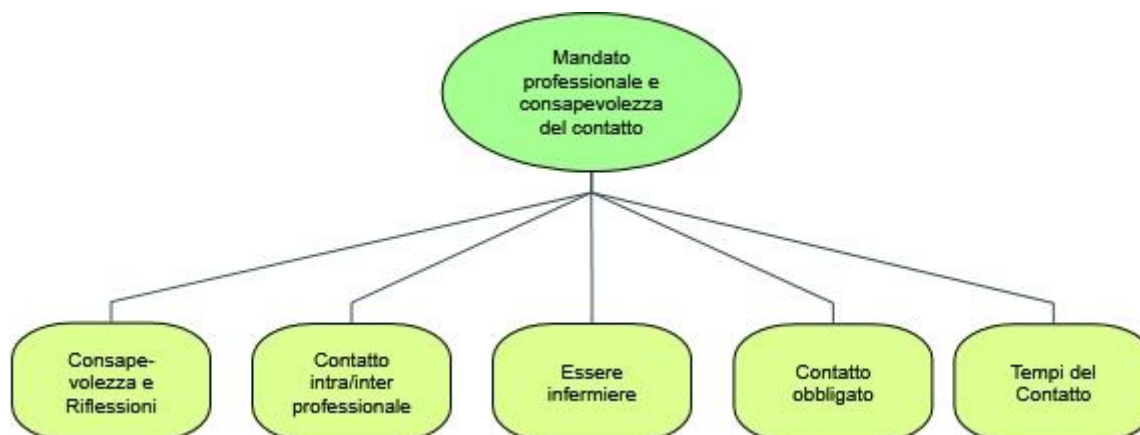 Mandato
professionale e
consapevolezza
del contatto
Consape-
volezza e
Riflessioni
Contatto
intra/inter
professionale
Essere
infermiere
Contatto
obbligato
Tempi del
Contatto